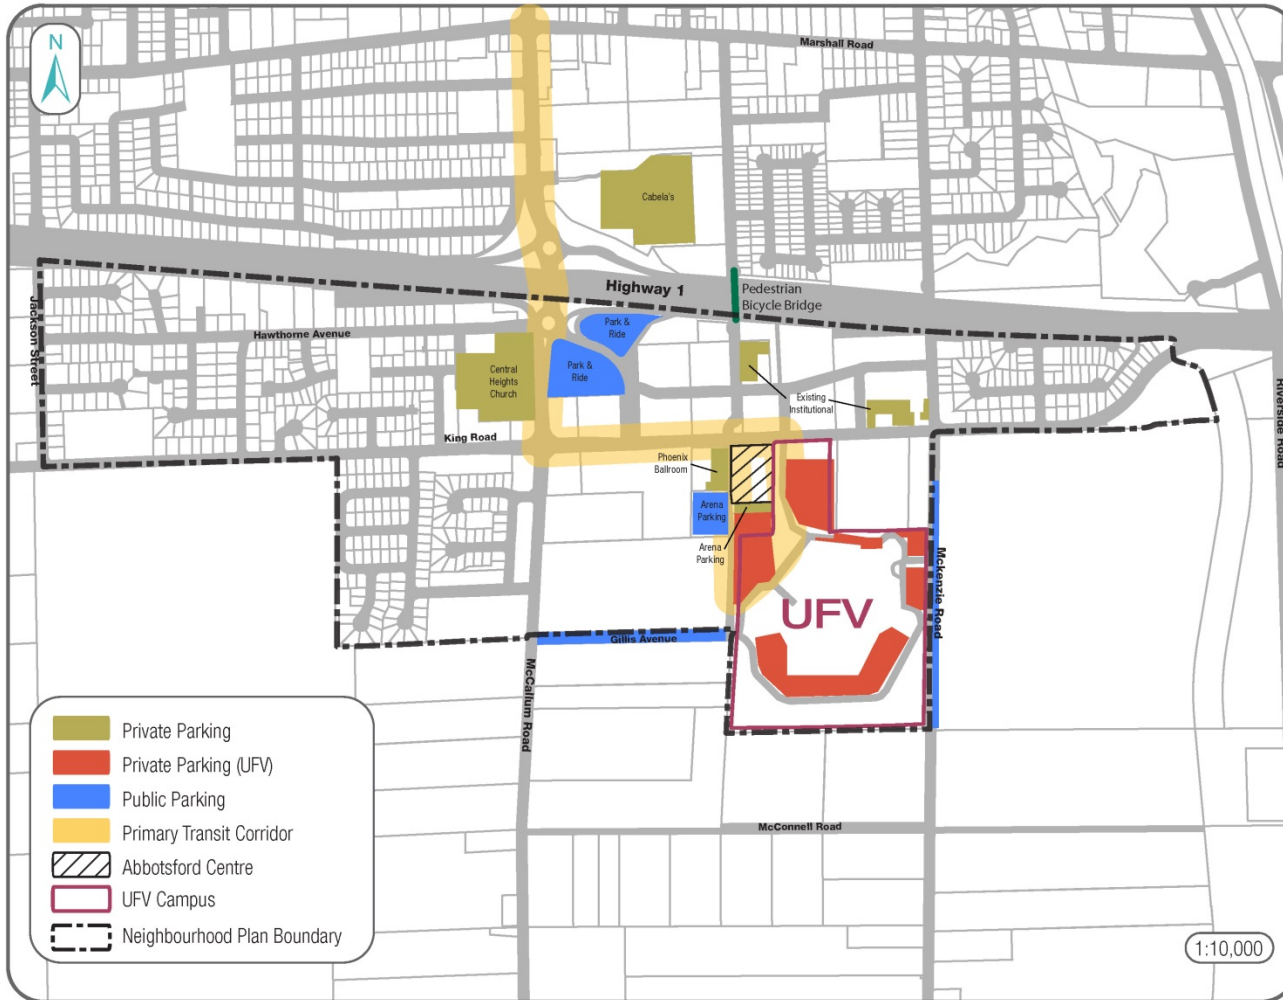 N
Marshall Road
Cabela's
Highway 1
Pedestrian
Bicycle Bridge
Jackson Street
Hawthorne Avenue
Park &
Ride
Park &
Ride
Central
Heights
Church
Existing
Institutional
Riverside Road
King Road
Phoenix
Ballroom
Arena
Parking
Arena
Parking
Mckenzie Road
UFV
Gillis Avenue
McCallum Road
McConnell Road
Private Parking
Private Parking (UFV)
Public Parking
Primary Transit Corridor
Abbotsford Centre
UFV Campus
Neighbourhood Plan Boundary
1:10,000